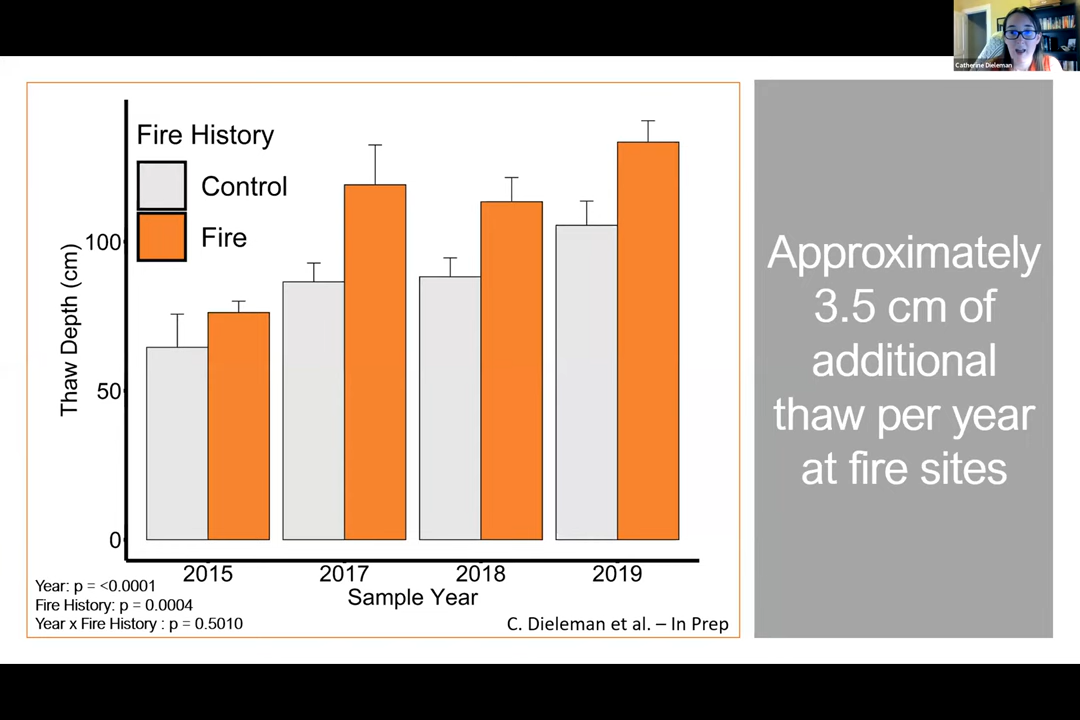 Catherine Dieleman
Fire History
Control
Fire
100
50
0
Thaw Depth (cm)
2015 2017 2018 2019
Sample Year
Year: p = <0.0001
Fire History: p = 0.0004
Year x Fire History : p = 0.5010
C. Dieleman et al. – In Prep
Approximately
3.5 cm of
additional
thaw per year
at fire sites